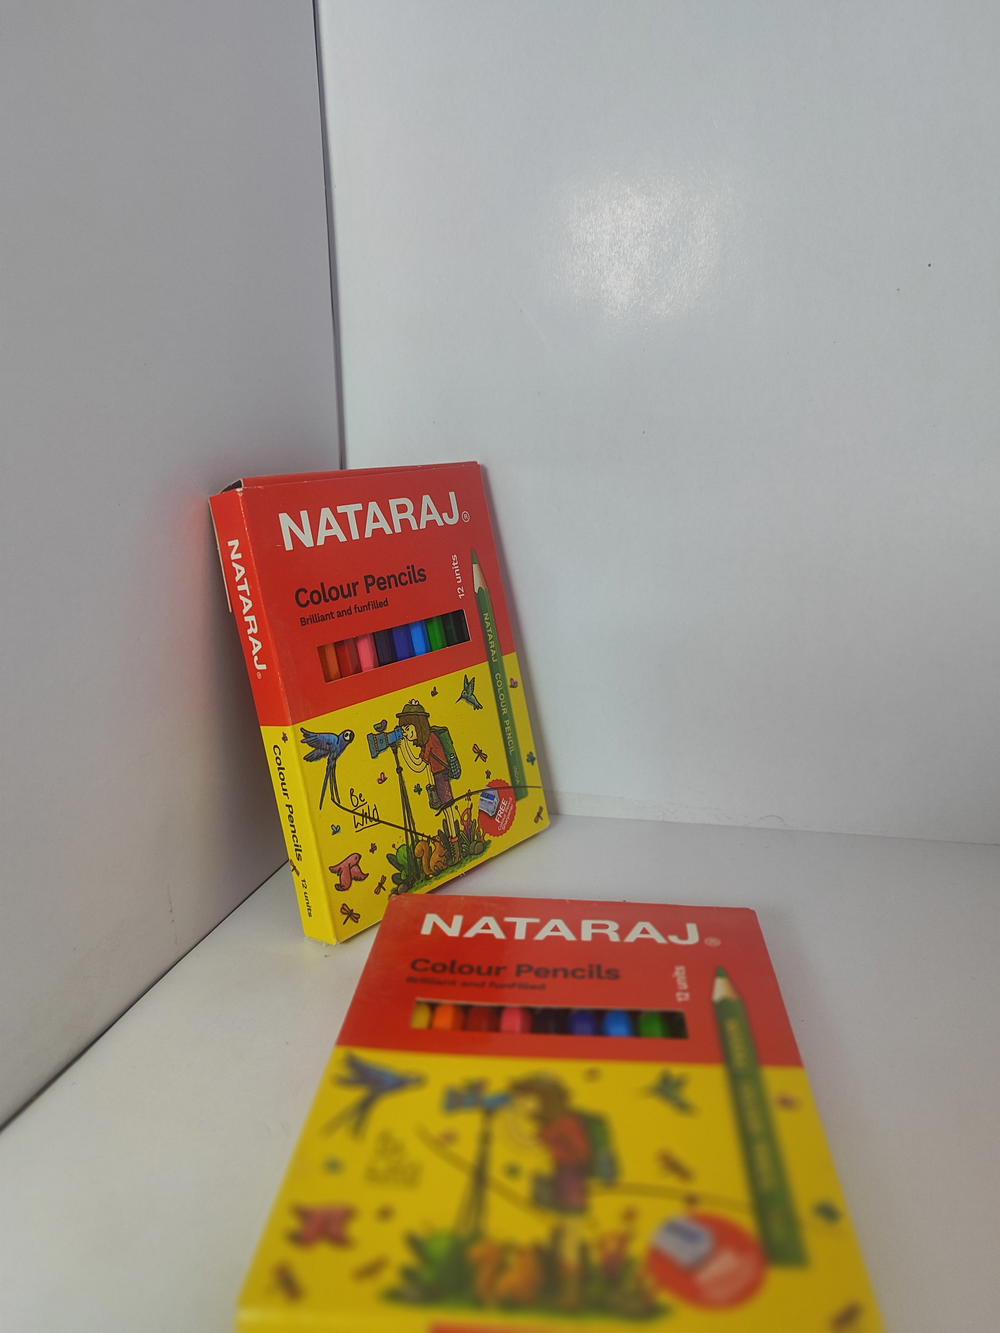 NATARAJ®
Colour Pencils
Brilliant and funfilled
12 units
NATARAJ COLOUR PENCIL
Be
Wild
FREE
NATARAJ®
Colour Pencils
12 units
NATARAJ®
Colour Pencils
Brilliant and funfilled
12 units